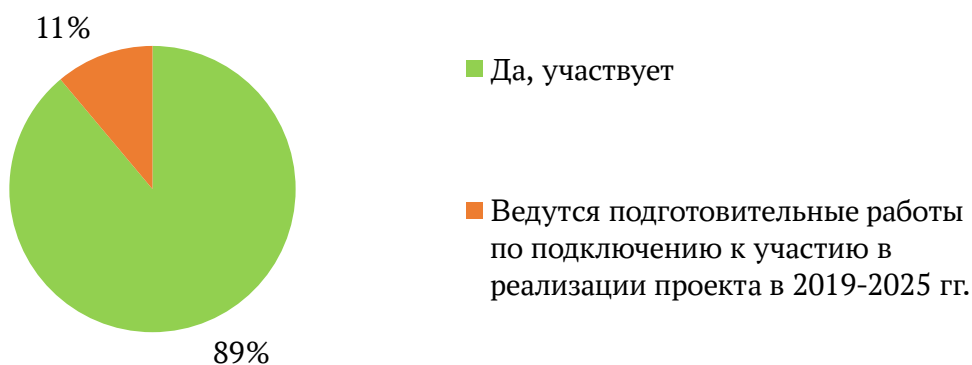 11%
Да, участвует
Ведутся подготовительные работы
по подключению к участию в
реализации проекта в 2019-2025 гг.
89%